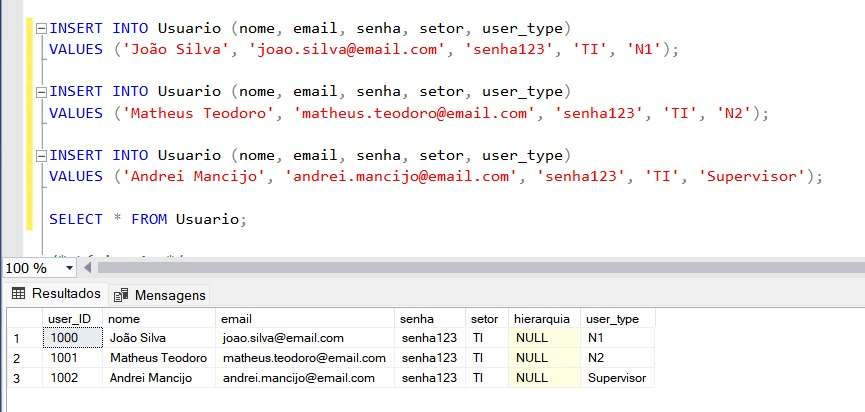 INSERT INTO Usuario (nome, email, senha, setor, user_type)
VALUES ('João Silva', 'joao.silva@email.com', 'senha123', 'TI', 'N1');
INSERT INTO Usuario (nome, email, senha, setor, user_type)
VALUES ('Matheus Teodoro', 'matheus.teodoro@email.com', 'senha123', 'TI', 'N2');
INSERT INTO Usuario (nome, email, senha, setor, user_type)
VALUES ('Andrei Mancijo', 'andrei.mancijo@email.com', 'senha123', 'TI', 'Supervisor');
SELECT * FROM Usuario;
100 %
Resultados Mensagens
user_ID nome email senha setor hierarquia user_type
1 1000 João Silva joao.silva@email.com senha123 TI NULL N1
2 1001 Matheus Teodoro matheus.teodoro@email.com senha123 TI NULL N2
3 1002 Andrei Mancijo andrei.mancijo@email.com senha123 TI NULL Supervisor